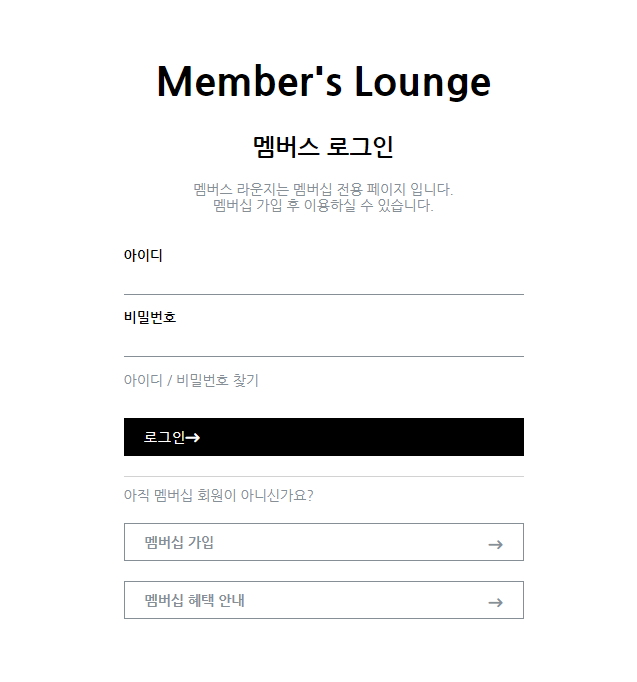 Member's Lounge
멤버스 로그인
멤버스 라운지는 멤버십 전용 페이지 입니다.
멤버십 가입 후 이용하실 수 있습니다.
아이디
비밀번호
아이디 / 비밀번호 찾기
로그인→
아직 멤버십 회원이 아니신가요?
멤버십 가입 →
멤버십 혜택 안내 →